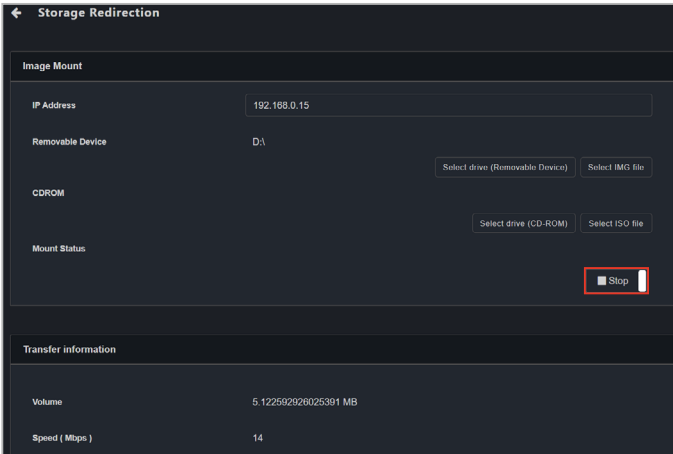 Storage Redirection
Image Mount
IP Address 192.168.0.15
Removable Device D:\
Select drive (Removable Device) Select IMG file
CDROM
Select drive (CD-ROM) Select ISO file
Mount Status
Stop
Transfer information
Volume 5.122592926025391 MB
Speed ( Mbps ) 14